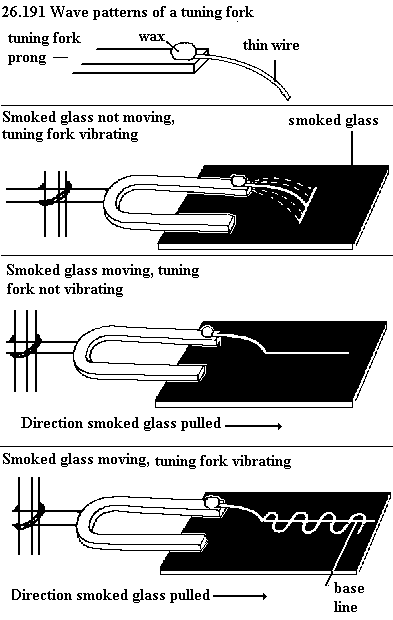 26.191 Wave patterns of a tuning fork
tuning fork
prong
wax
thin wire
Smoked glass not moving,
tuning fork vibrating
smoked glass
Smoked glass moving, tuning
fork not vibrating
Direction smoked glass pulled
Smoked glass moving, tuning fork vibrating
Direction smoked glass pulled
base
line